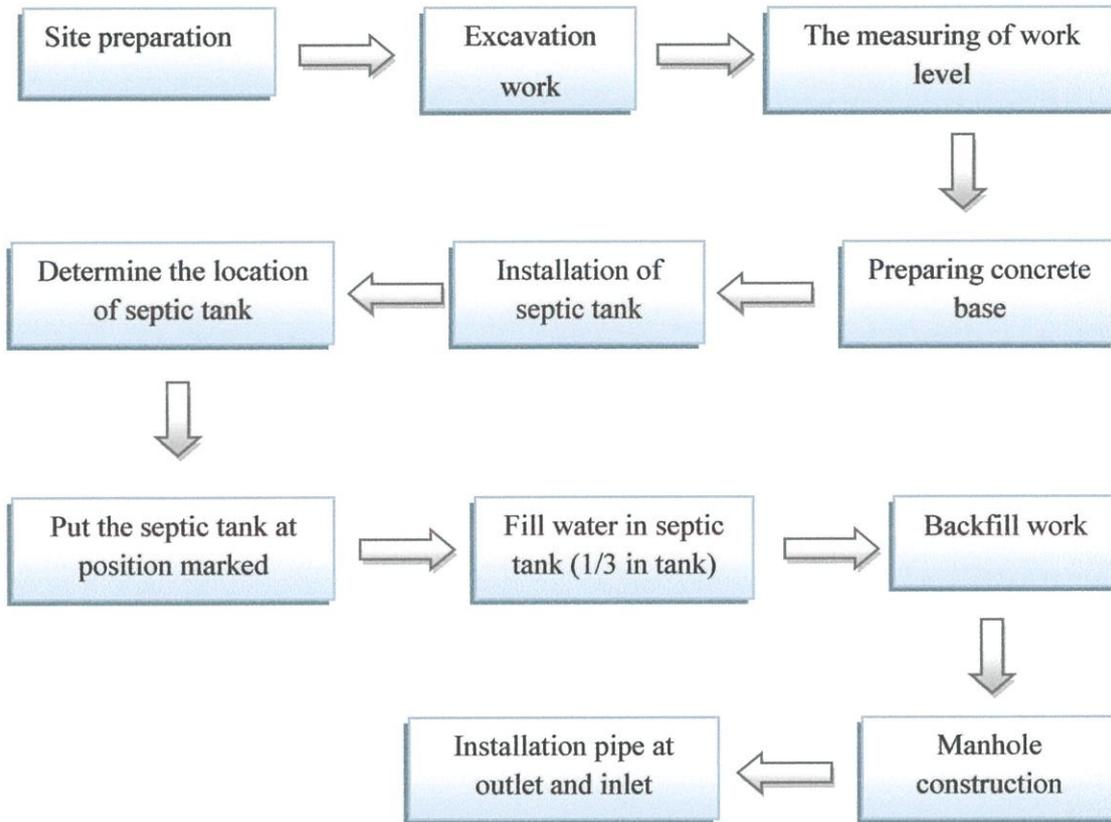 Site preparation
Excavation
work
The measuring of work
level
Preparing concrete
base
Installation of
septic tank
Determine the location
of septic tank
Put the septic tank at
position marked
Fill water in septic
tank (1/3 in tank)
Backfill work
Manhole
construction
Installation pipe at
outlet and inlet